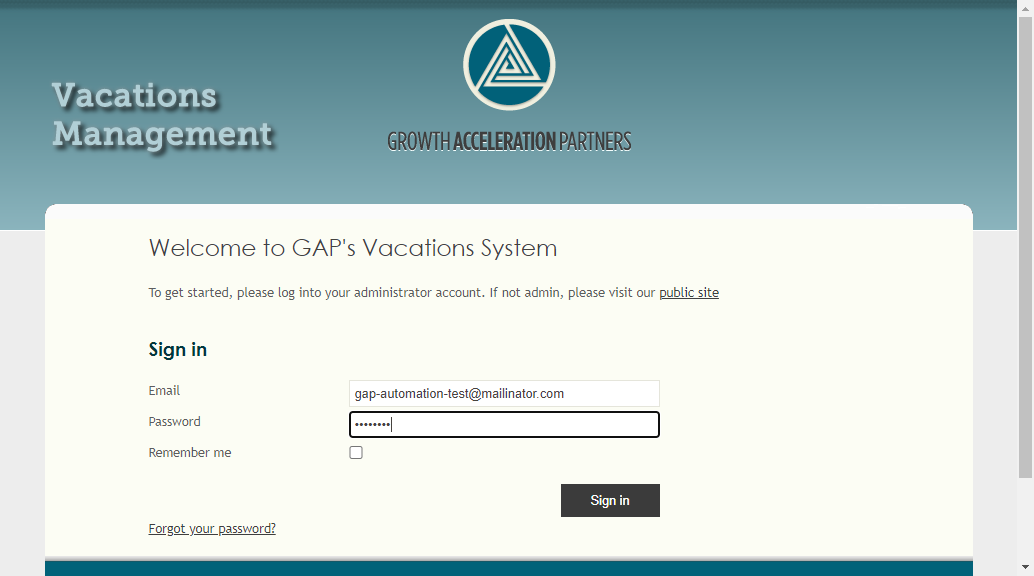 Vacations
Management
GROWTH ACCELERATION PARTNERS
Welcome to GAP's Vacations System
To get started, please log into your administrator account. If not admin, please visit our public site
Sign in
Email
gap-automation-test@mailinator.com
Password
••••••••
Remember me
Sign in
Forgot your password?